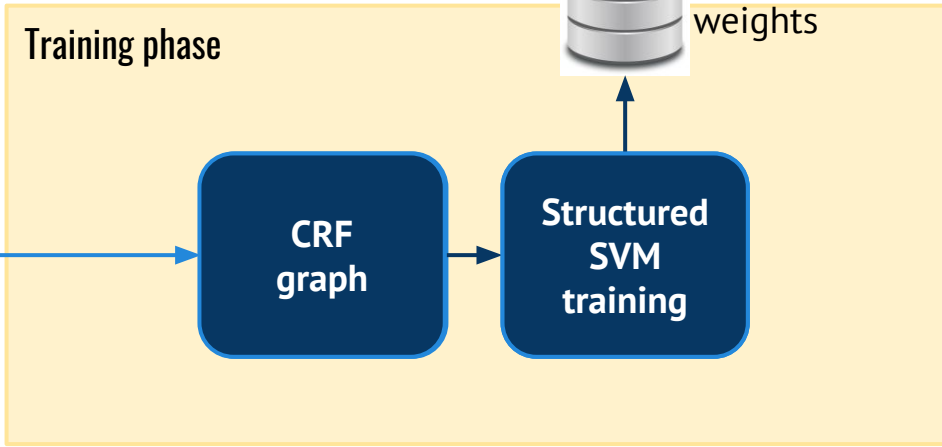 weights
Training phase
CRF
graph
Structured
SVM
training